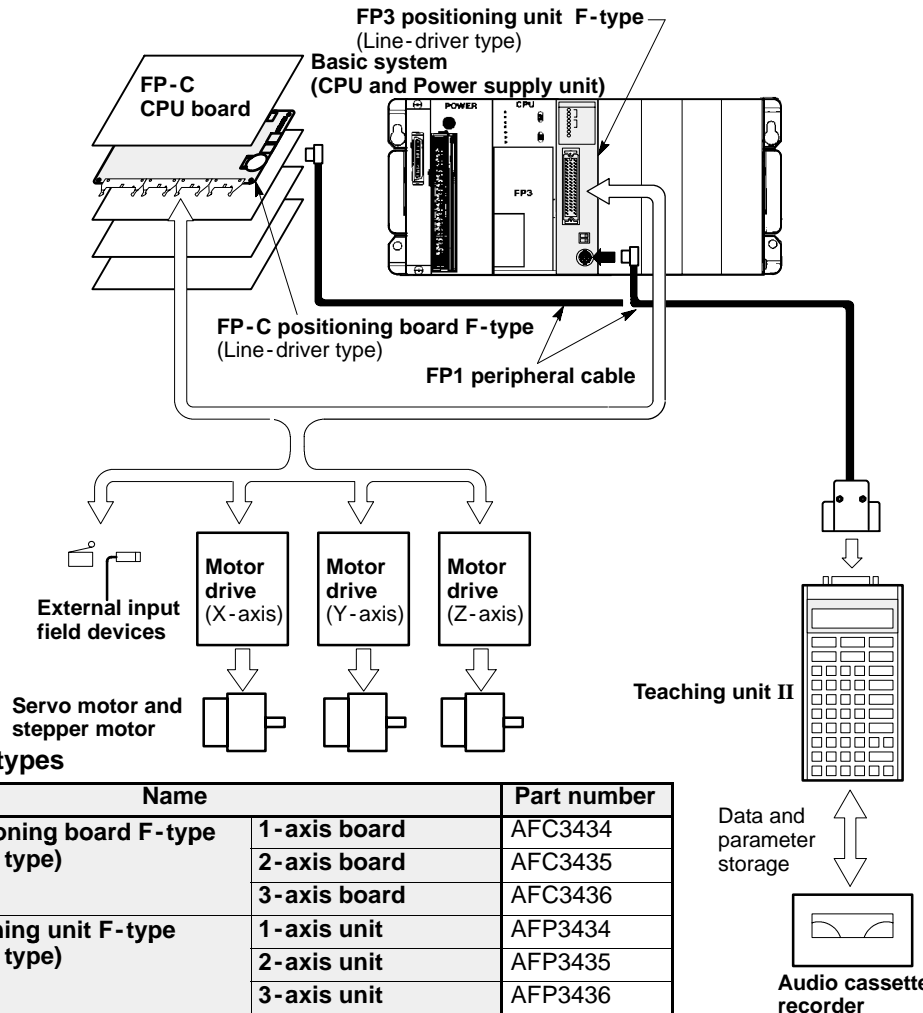 FP3 positioning unit F-type
(Line-driver type)
Basic system
(CPU and Power supply unit)
FP-C
CPU board
POWER
CPU
FP3
FP-C positioning board F-type
(Line-driver type)
FP1 peripheral cable
Motor
drive
(X-axis)
Motor
drive
(Y-axis)
Motor
drive
(Z-axis)
External input
field devices
Servo motor and
stepper motor
Teaching unit II
Data and
parameter
storage
Audio cassette
recorder
types
Name Part number
oning board F-type 1-axis board AFC3434
type) 2-axis board AFC3435
3-axis board AFC3436
ning unit F-type 1-axis unit AFP3434
type) 2-axis unit AFP3435
3-axis unit AFP3436